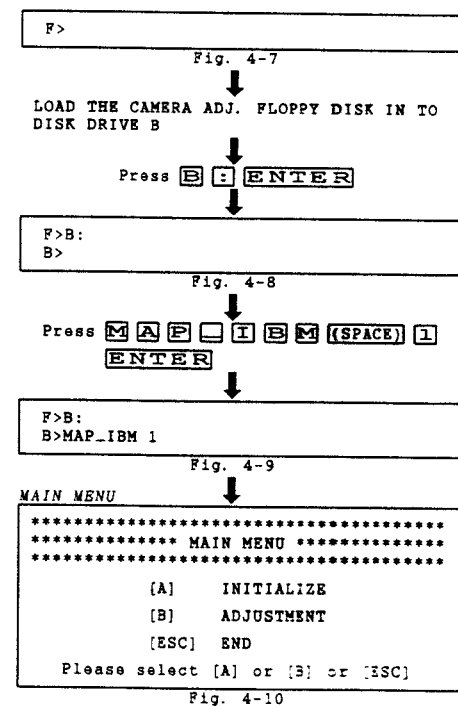 F>
Fig. 4-7
LOAD THE CAMERA ADJ. FLOPPY DISK IN TO
DISK DRIVE B
Press B : ENTER
F>B:
B>
Fig. 4-8
Press M A P _ I B M (SPACE) 1
ENTER
F>B:
B>MAP_IBM 1
Fig. 4-9
MAIN MENU
***************************************
************** MAIN MENU **************
***************************************
[A] INITIALIZE
[B] ADJUSTMENT
[ESC] END
Please select [A] or [B] or [ESC]
Fig. 4-10